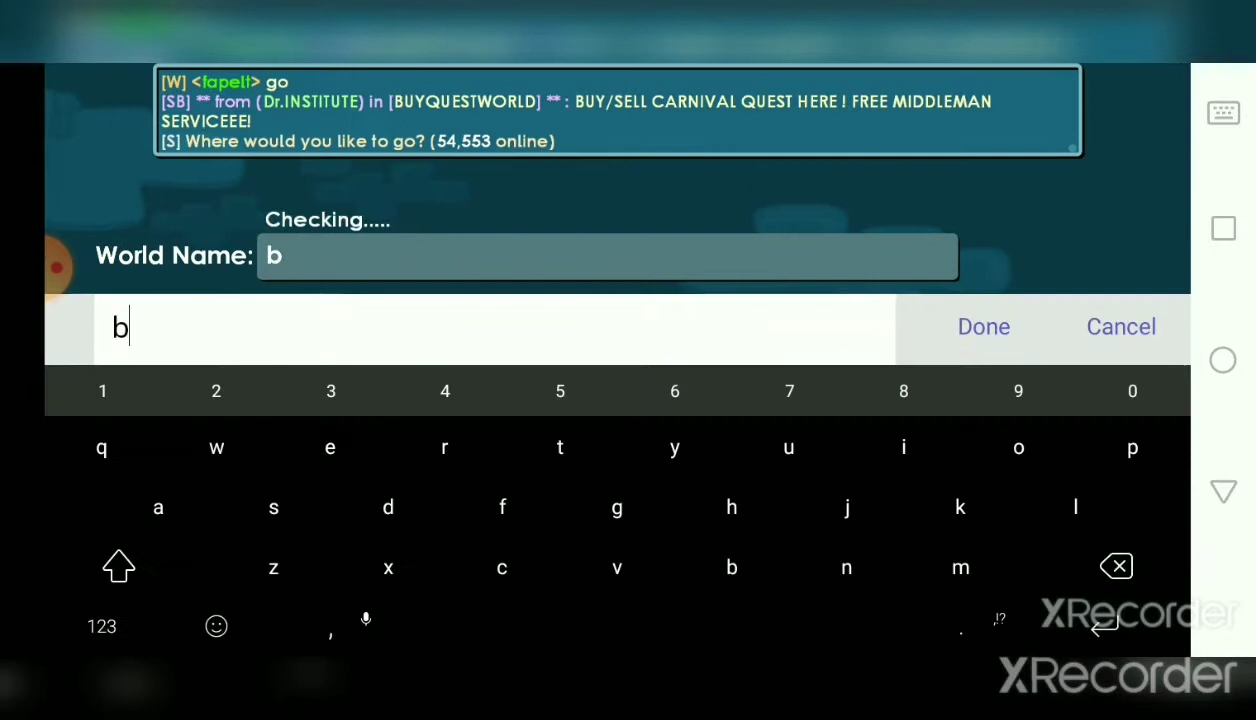 [W] <fapelt> go
[SB] ** from (Dr.INSTITUTE) in [BUYQUESTWORLD] ** : BUY/SELL CARNIVAL QUEST HERE ! FREE MIDDLEMAN
SERVICEEE!
[S] Where would you like to go? (54,553 online)
Checking.....
World Name: b
b Done Cancel
1 2 3 4 5 6 7 8 9 0
q w e r t y u i o p
a s d f g h j k l
z x c v b n m
123 , . ,!?
XRecorder
XRecorder